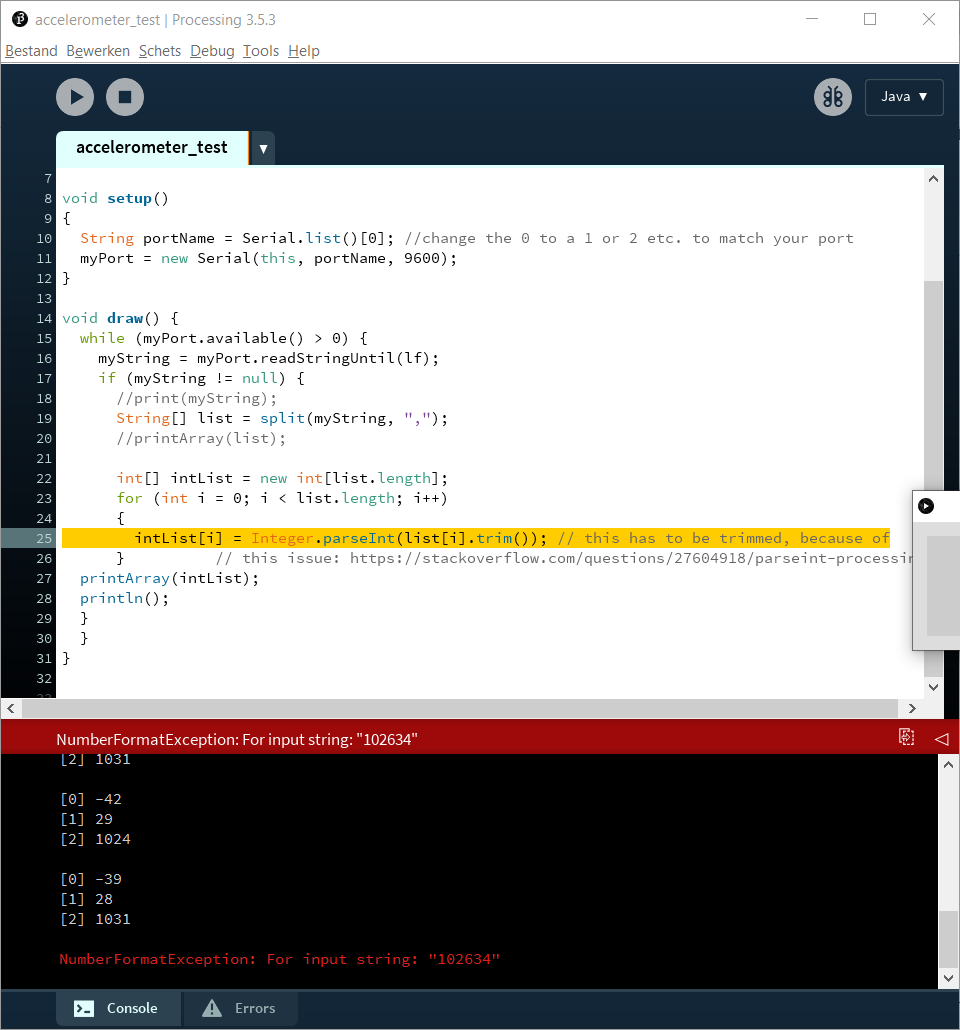 accelerometer_test | Processing 3.5.3
Bestand Bewerken Schets Debug Tools Help
Java ▼
accelerometer_test ▼
7
8 void setup()
9 {
10 String portName = Serial.list()[0]; //change the 0 to a 1 or 2 etc. to match your port
11 myPort = new Serial(this, portName, 9600);
12 }
13
14 void draw() {
15 while (myPort.available() > 0) {
16 myString = myPort.readStringUntil(lf);
17 if (myString != null) {
18 //print(myString);
19 String[] list = split(myString, ",");
20 //printArray(list);
21
22 int[] intList = new int[list.length];
23 for (int i = 0; i < list.length; i++)
24 {
25 intList[i] = Integer.parseInt(list[i].trim()); // this has to be trimmed, because of
26 } // this issue: https://stackoverflow.com/questions/27604918/parseint-processin
27 printArray(intList);
28 println();
29 }
30 }
31 }
32
NumberFormatException: For input string: "102634"
[2] 1031
[0] -42
[1] 29
[2] 1024
[0] -39
[1] 28
[2] 1031
NumberFormatException: For input string: "102634"
Console Errors